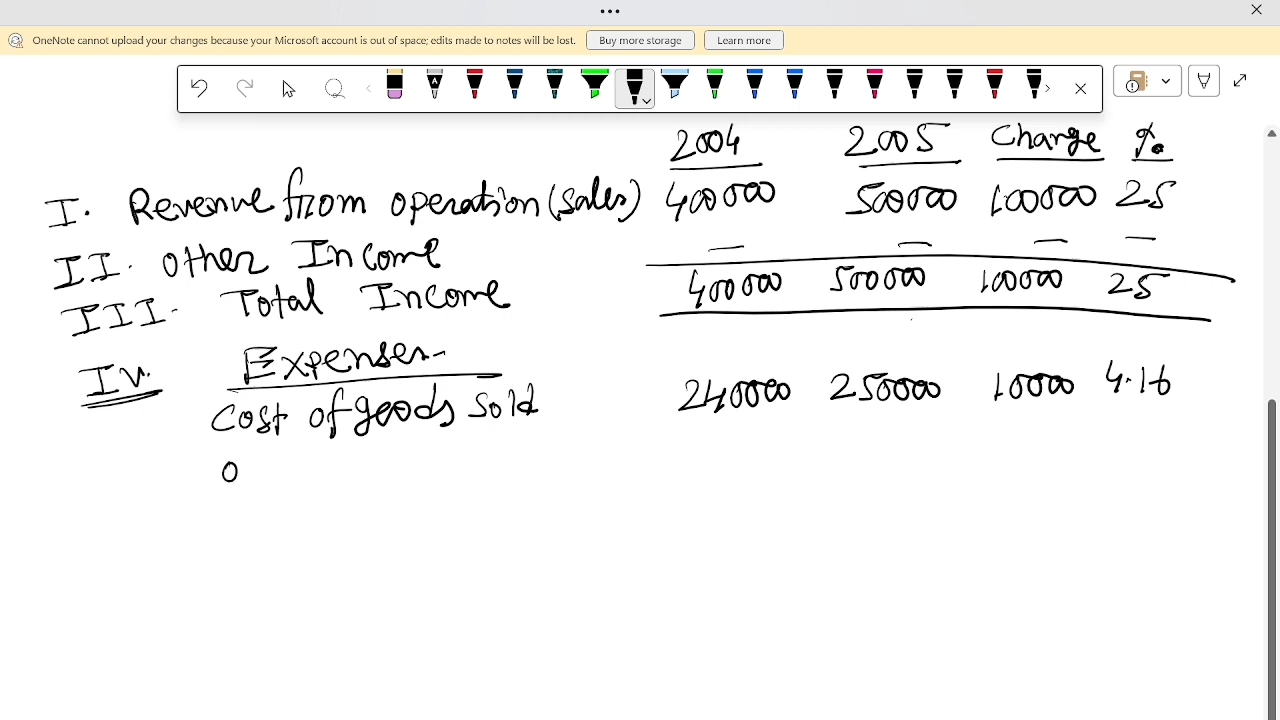 OneNote cannot upload your changes because your Microsoft account is out of space; edits made to notes will be lost. Buy more storage Learn more
2004 2005 Change %
I. Revenue from operation (sales) 400000 500000 100000 25
II. Other Income — — — —
III. Total Income 400000 500000 100000 25
IV. Expenses-
Cost of goods sold 240000 250000 10000 4.16
O